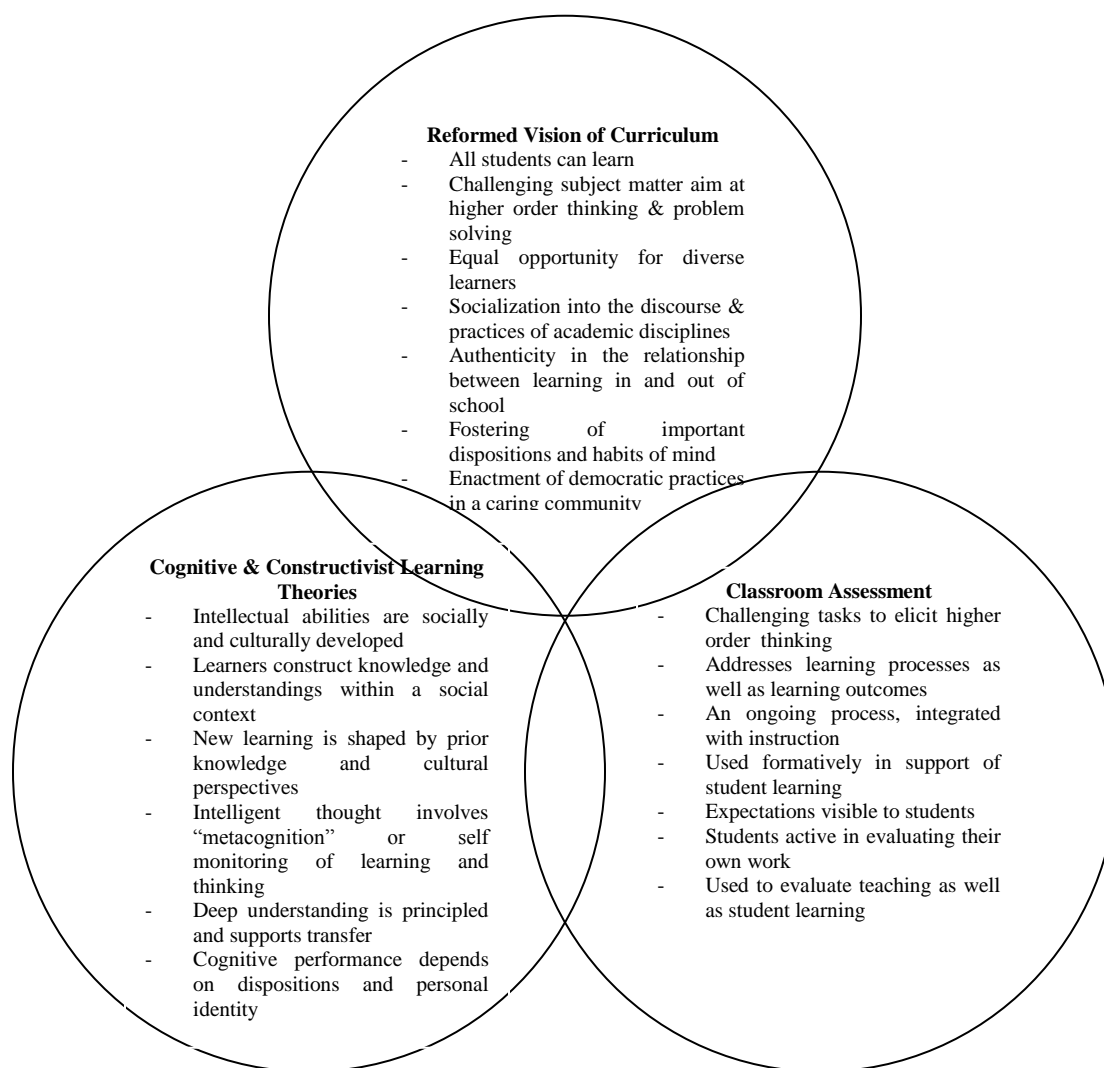 Reformed Vision of Curriculum
- All students can learn
- Challenging subject matter aim at
higher order thinking & problem
solving
- Equal opportunity for diverse
learners
- Socialization into the discourse &
practices of academic disciplines
- Authenticity in the relationship
between learning in and out of
school
- Fostering of important
dispositions and habits of mind
- Enactment of democratic practices
in a caring community
Cognitive & Constructivist Learning
Theories
- Intellectual abilities are socially
and culturally developed
- Learners construct knowledge and
understandings within a social
context
- New learning is shaped by prior
knowledge and cultural
perspectives
- Intelligent thought involves
“metacognition” or self
monitoring of learning and
thinking
- Deep understanding is principled
and supports transfer
- Cognitive performance depends
on dispositions and personal
identity
Classroom Assessment
- Challenging tasks to elicit higher
order thinking
- Addresses learning processes as
well as learning outcomes
- An ongoing process, integrated
with instruction
- Used formatively in support of
student learning
- Expectations visible to students
- Students active in evaluating their
own work
- Used to evaluate teaching as well
as student learning